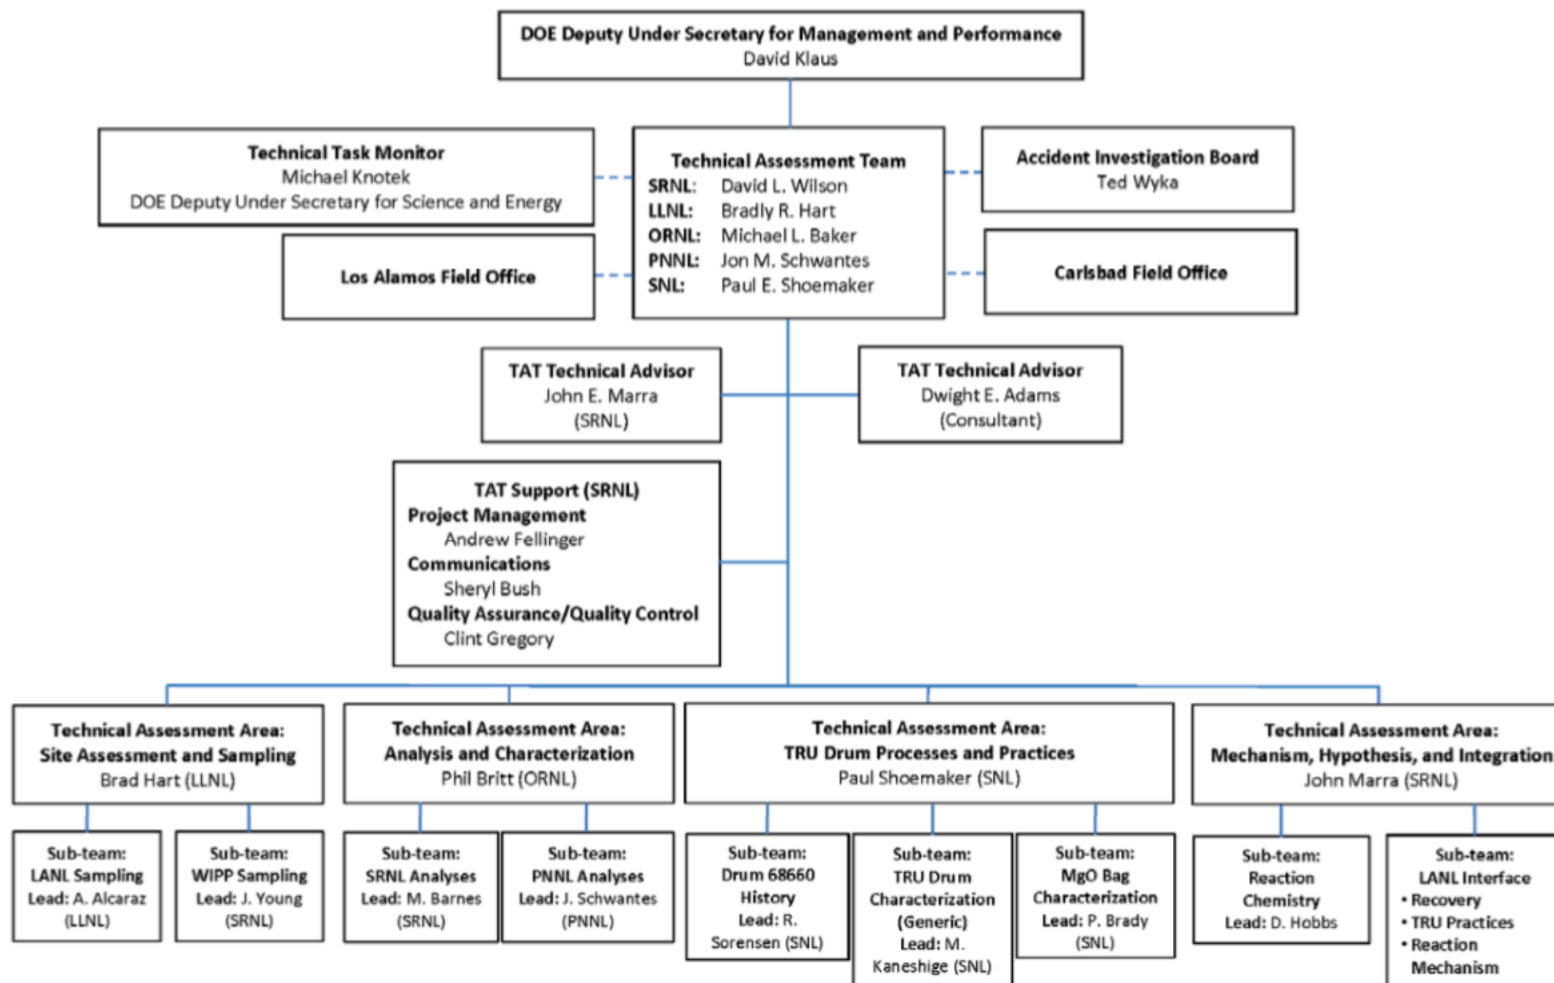 DOE Deputy Under Secretary for Management and Performance
David Klaus
Technical Task Monitor
Michael Knotek
DOE Deputy Under Secretary for Science and Energy
Technical Assessment Team
SRNL: David L. Wilson
LLNL: Bradly R. Hart
ORNL: Michael L. Baker
PNNL: Jon M. Schwantes
SNL: Paul E. Shoemaker
Accident Investigation Board
Ted Wyka
Los Alamos Field Office
Carlsbad Field Office
TAT Technical Advisor
John E. Marra
(SRNL)
TAT Technical Advisor
Dwight E. Adams
(Consultant)
TAT Support (SRNL)
Project Management
Andrew Fellinger
Communications
Sheryl Bush
Quality Assurance/Quality Control
Clint Gregory
Technical Assessment Area:
Site Assessment and Sampling
Brad Hart (LLNL)
Technical Assessment Area:
Analysis and Characterization
Phil Britt (ORNL)
Technical Assessment Area:
TRU Drum Processes and Practices
Paul Shoemaker (SNL)
Technical Assessment Area:
Mechanism, Hypothesis, and Integration
John Marra (SRNL)
Sub-team:
LANL Sampling
Lead: A. Alcaraz
(LLNL)
Sub-team:
WIPP Sampling
Lead: J. Young
(SRNL)
Sub-team:
SRNL Analyses
Lead: M. Barnes
(SRNL)
Sub-team:
PNNL Analyses
Lead: J. Schwantes
(PNNL)
Sub-team:
Drum 68660
History
Lead: R.
Sorensen (SNL)
Sub-team:
TRU Drum
Characterization
(Generic)
Lead: M.
Kaneshige (SNL)
Sub-team:
MgO Bag
Characterization
Lead: P. Brady
(SNL)
Sub-team:
Reaction
Chemistry
Lead: D. Hobbs
Sub-team:
LANL Interface
• Recovery
• TRU Practices
• Reaction
Mechanism